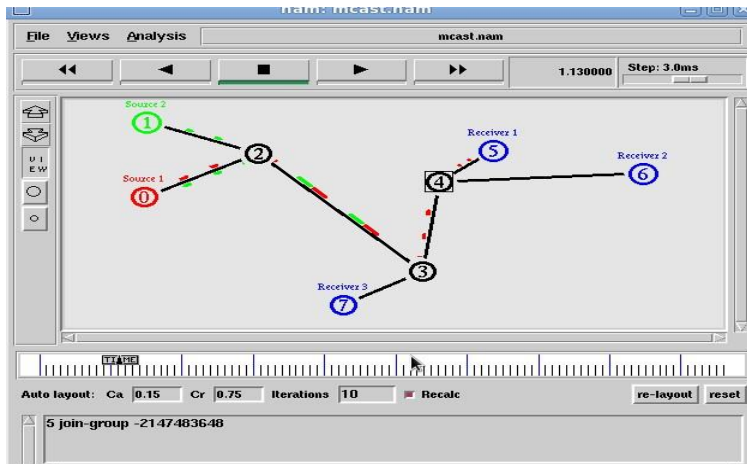 nam: mcast.nam
File Views Analysis mcast.nam
1.130000 Step: 3.0ms
Source 2
1
2
Receiver 1
5
Receiver 2
6
VI
EW
Source 1
0
4
3
Receiver 3
7
TIME
Auto layout: Ca 0.15 Cr 0.75 Iterations 10 Recalc re-layout reset
5 join-group -2147483648